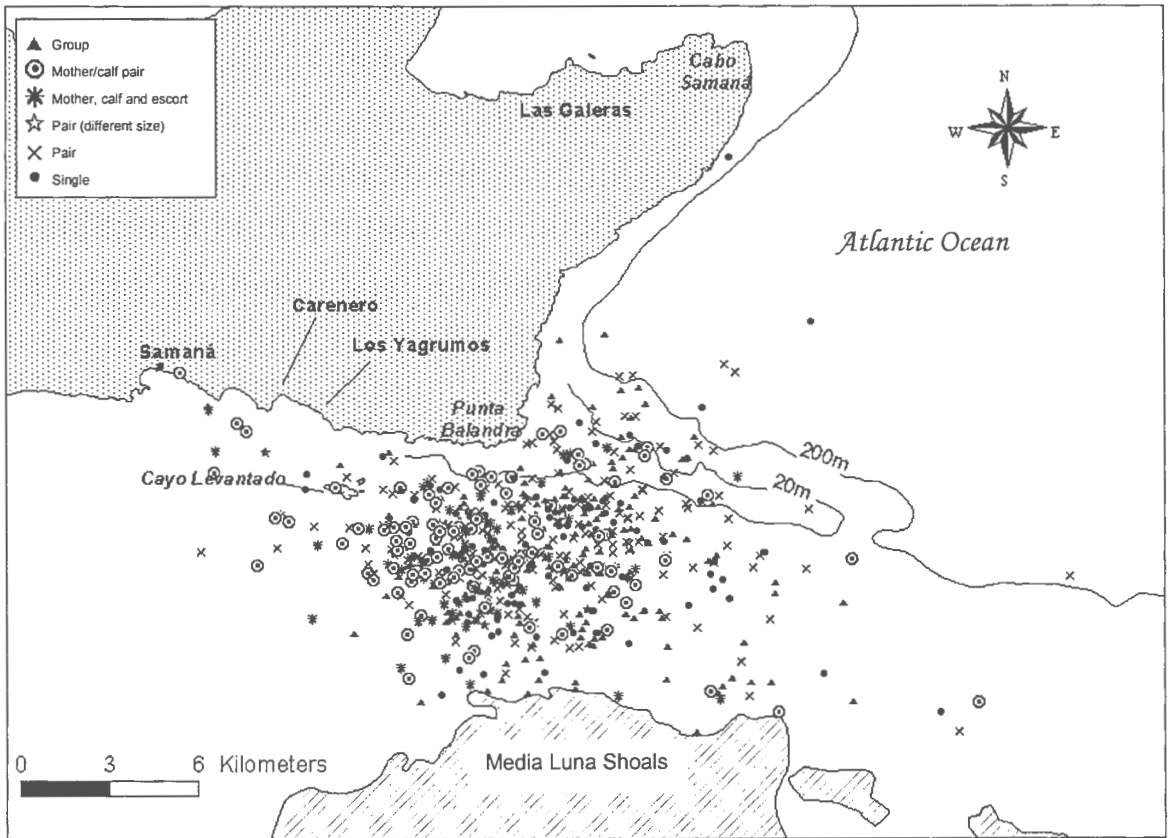 Group
Mother/calf pair
Mother, calf and escort
Pair (different size)
Pair
Single
Cabo
Samaná
Las Galeras
N
W E
S
Atlantic Ocean
Carenero
Samaná
Los Yagrumos
Punta
Balandra
200m
20m
Cayo Levantado
Media Luna Shoals
0 3 6 Kilometers